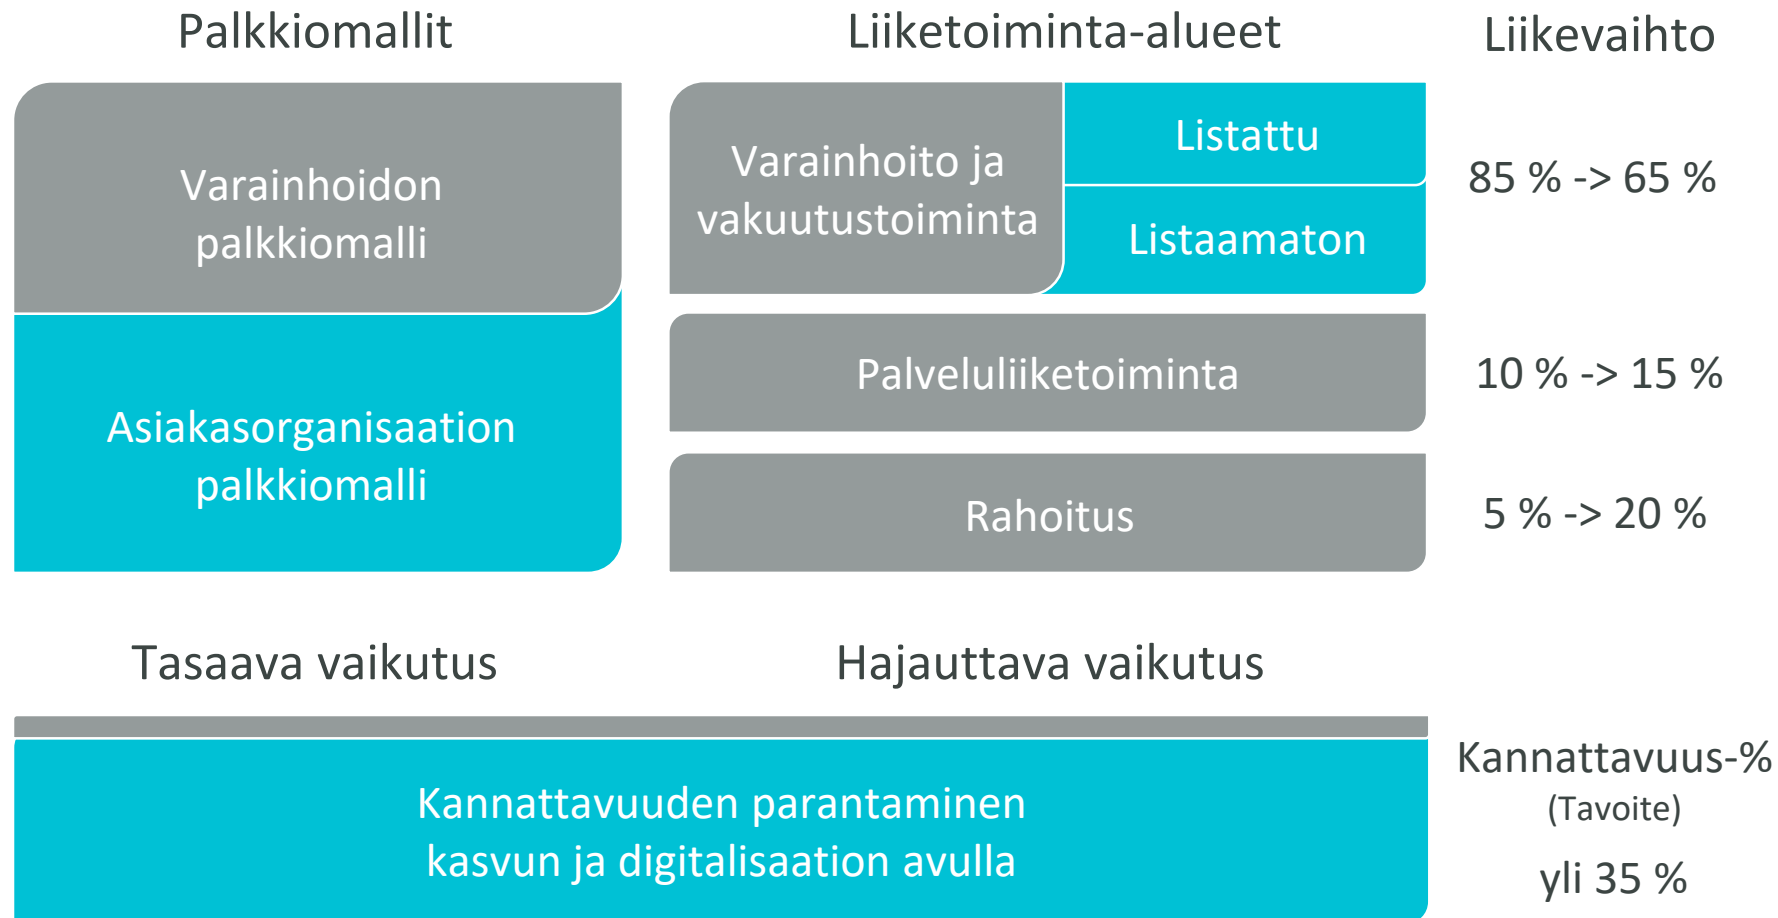 Palkkiomallit
Varainhoidon
palkkiomalli
Asiakasorganisaation
palkkiomalli
Liiketoiminta-alueet
Liikevaihto
Varainhoito ja
vakuutustoiminta
Listattu
Listaamaton
85 % -> 65 %
Palveluliiketoiminta
10 % -> 15 %
Rahoitus
5 % -> 20 %
Tasaava vaikutus
Hajauttava vaikutus
Kannattavuuden parantaminen
kasvun ja digitalisaation avulla
Kannattavuus-%
(Tavoite)
yli 35 %